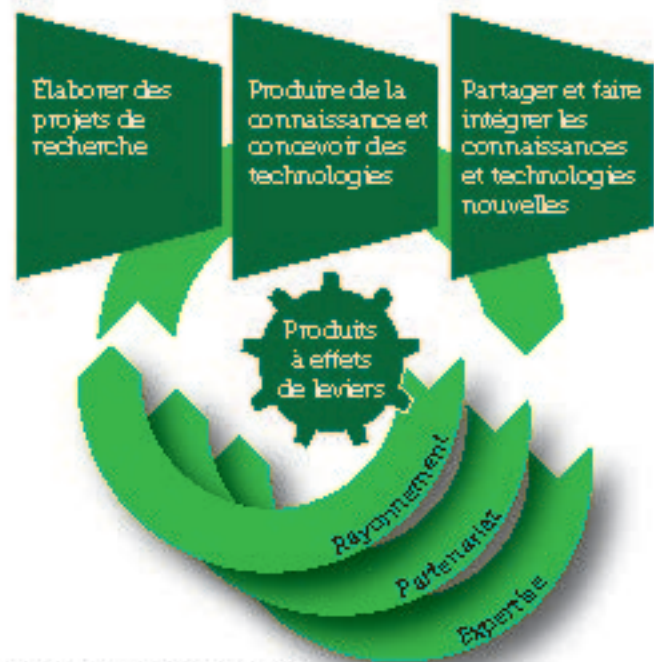 Élaborer des
projets de
recherche
Produire de la
connaissance et
concevoir des
technologies
Partager et faire
intégrer les
connaissances
et technologies
nouvelles
Produits
à effets
de leviers
Rayonnement
Partenariat
Expertise